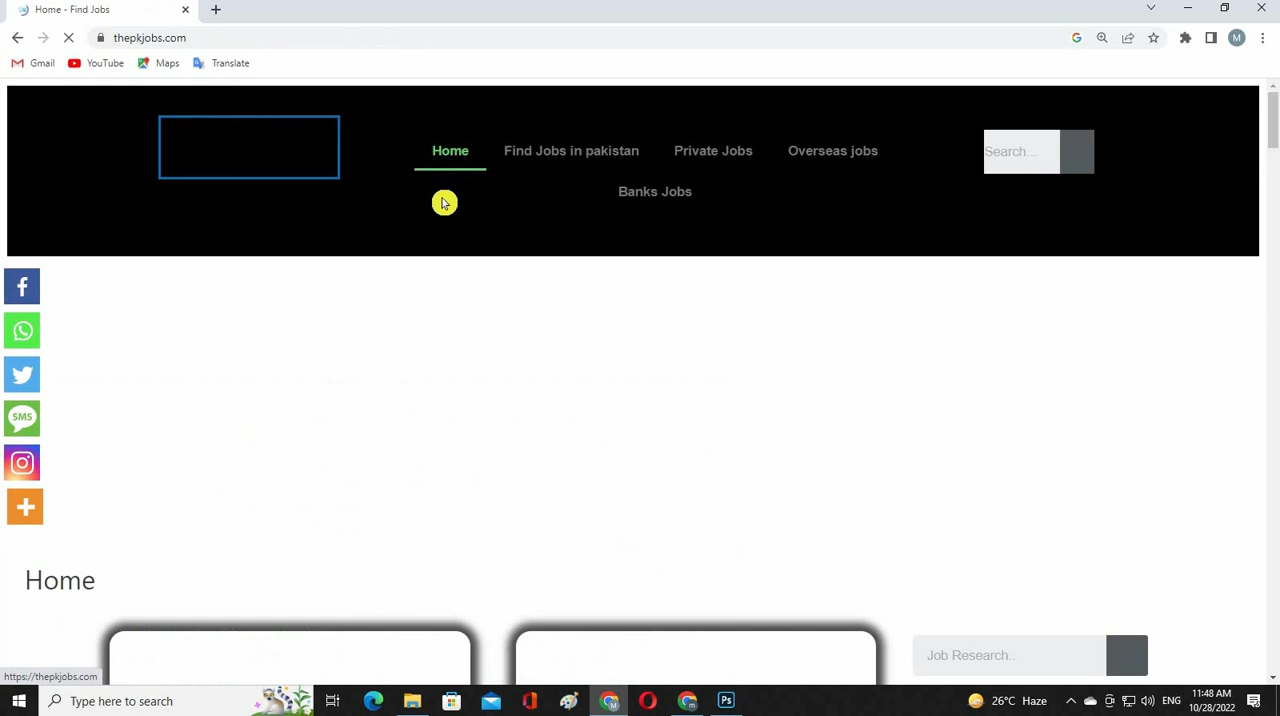 Home - Find Jobs
thepkjobs.com
Gmail
YouTube
Maps
Translate
M
Home
Find Jobs in pakistan
Private Jobs
Overseas jobs
Banks Jobs
Search...
SMS
Home
Job Research..
https://thepkjobs.com
Type here to search
26°C Haze
ENG
11:48 AM
10/28/2022